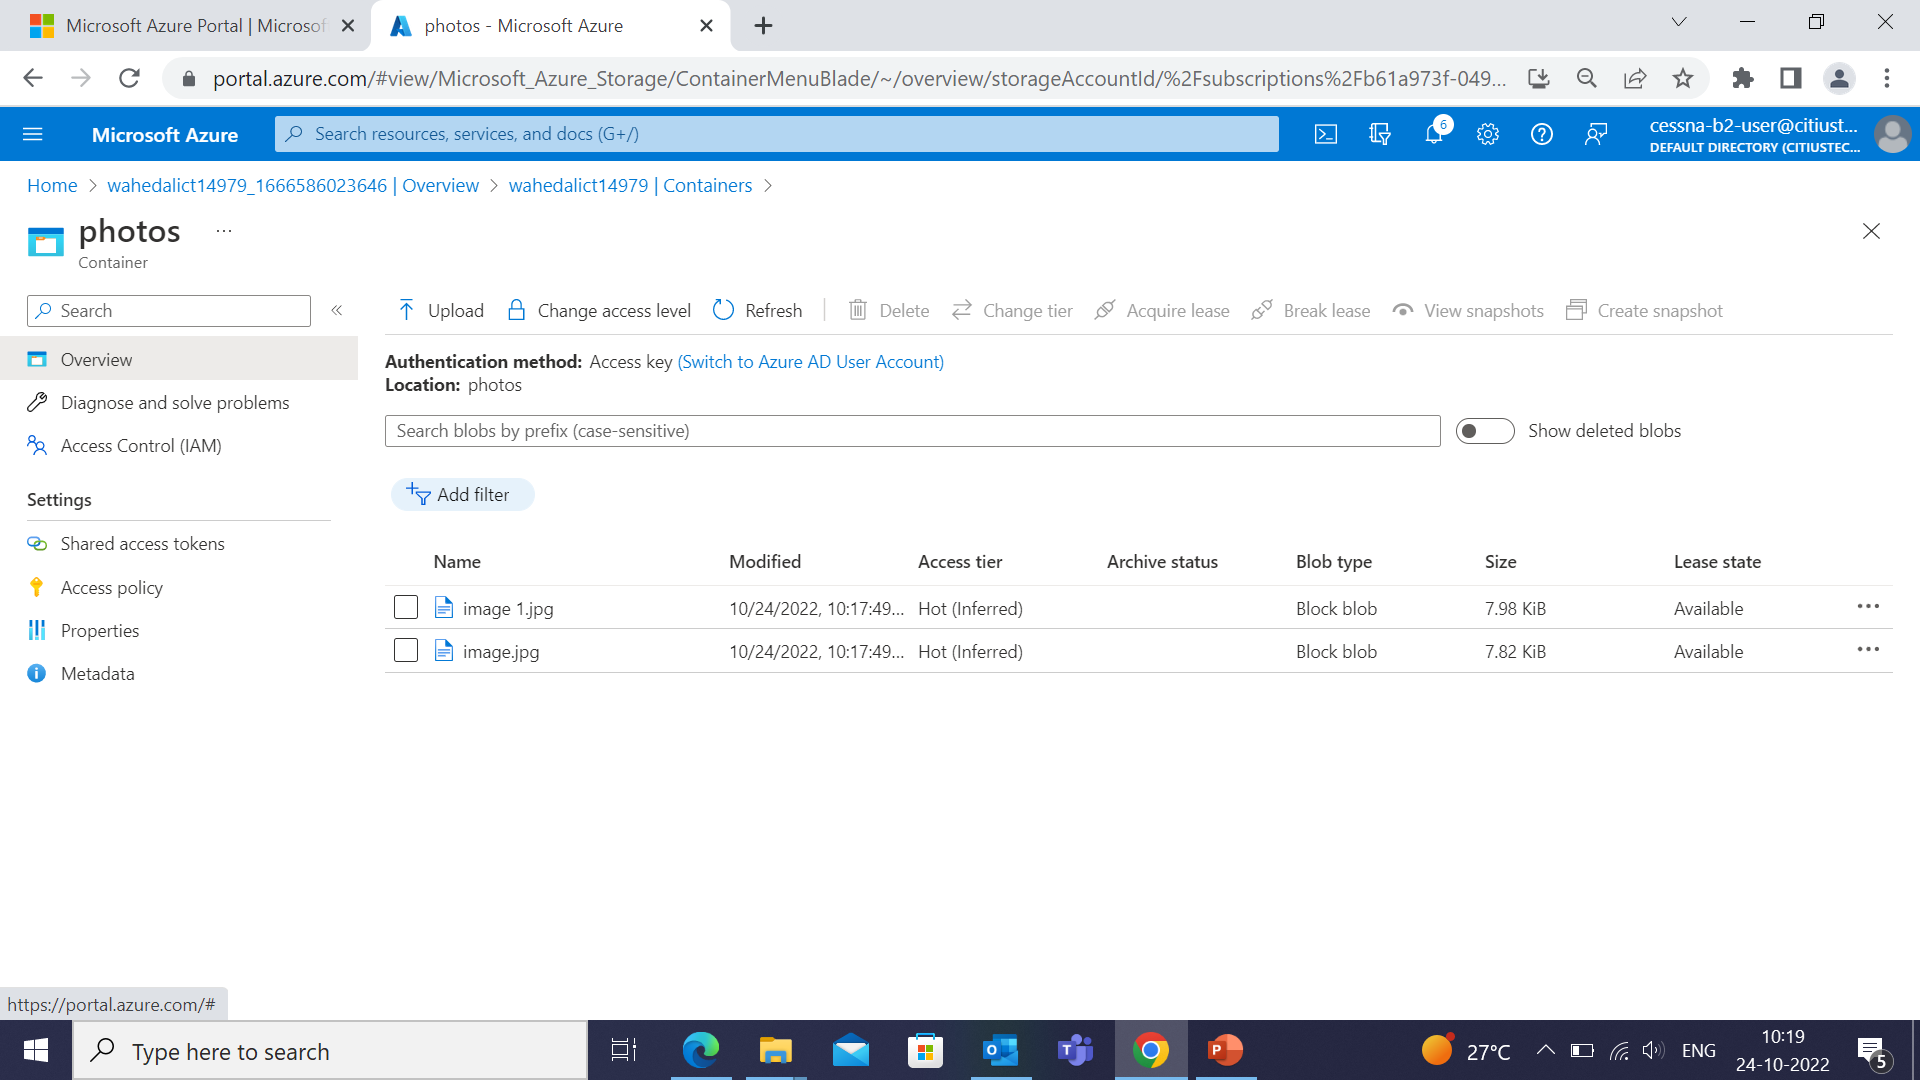 Microsoft Azure Portal | Microsof
photos - Microsoft Azure
portal.azure.com/#view/Microsoft_Azure_Storage/ContainerMenuBlade/~/overview/storageAccountId/%2Fsubscriptions%2Fb61a973f-049...
Microsoft Azure
Search resources, services, and docs (G+/)
6
cessna-b2-user@citiust...
DEFAULT DIRECTORY (CITIUSTEC...
Home > wahedalict14979_1666586023646 | Overview > wahedalict14979 | Containers >
photos ...
Container
Search
«
Upload
Change access level
Refresh
Delete
Change tier
Acquire lease
Break lease
View snapshots
Create snapshot
Overview
Diagnose and solve problems
Access Control (IAM)
Settings
Shared access tokens
Access policy
Properties
Metadata
Authentication method: Access key (Switch to Azure AD User Account)
Location: photos
Search blobs by prefix (case-sensitive)
Show deleted blobs
Add filter
Name Modified Access tier Archive status Blob type Size Lease state
image 1.jpg 10/24/2022, 10:17:49... Hot (Inferred) Block blob 7.98 KiB Available ...
image.jpg 10/24/2022, 10:17:49... Hot (Inferred) Block blob 7.82 KiB Available ...
https://portal.azure.com/#
Type here to search
27°C
ENG
10:19
24-10-2022
5